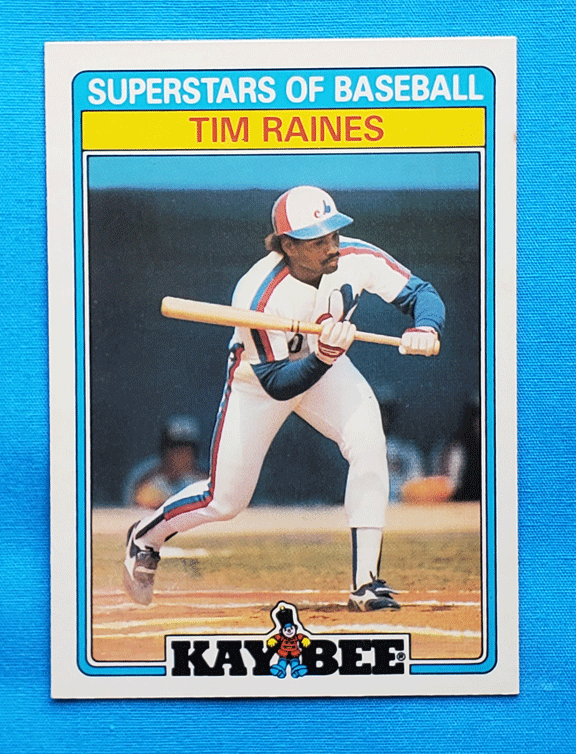 SUPERSTARS OF BASEBALL
TIM RAINES
KAY BEE®